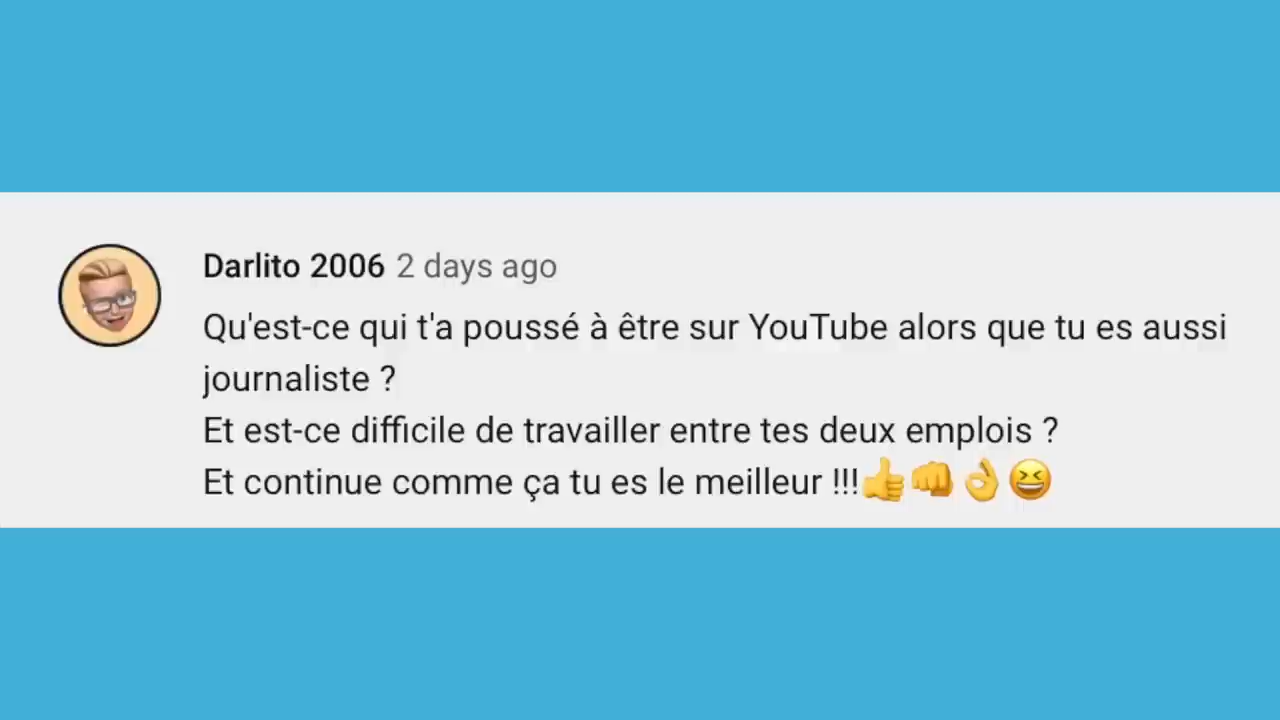 Darlito 2006 2 days ago
Qu'est-ce qui t'a poussé à être sur YouTube alors que tu es aussi
journaliste ?
Et est-ce difficile de travailler entre tes deux emplois ?
Et continue comme ça tu es le meilleur !!!👍👊👌😆